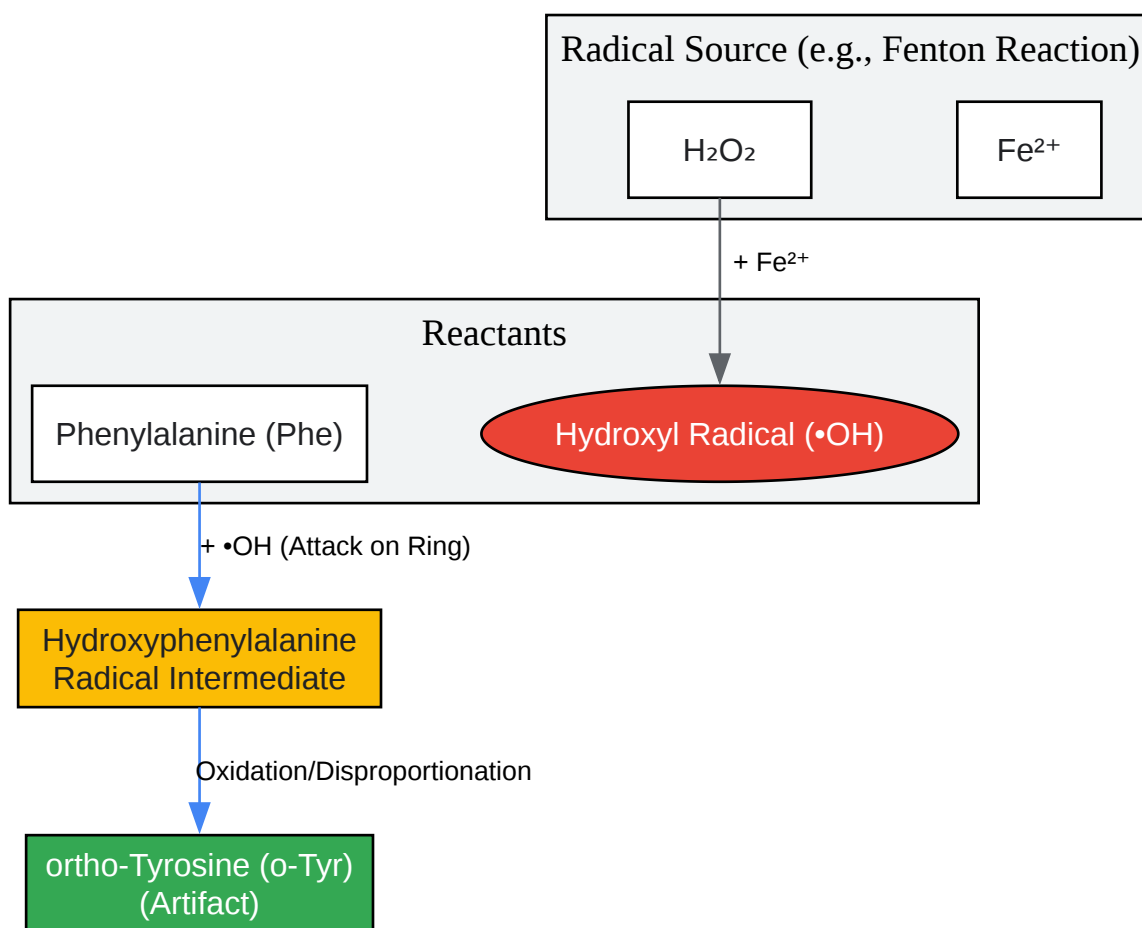 Radical Source (e.g., Fenton Reaction)
H₂O₂
Fe²⁺
+ Fe²⁺
Reactants
Phenylalanine (Phe)
Hydroxyl Radical (•OH)
+ •OH (Attack on Ring)
Hydroxyphenylalanine
Radical Intermediate
Oxidation/Disproportionation
ortho-Tyrosine (o-Tyr)
(Artifact)